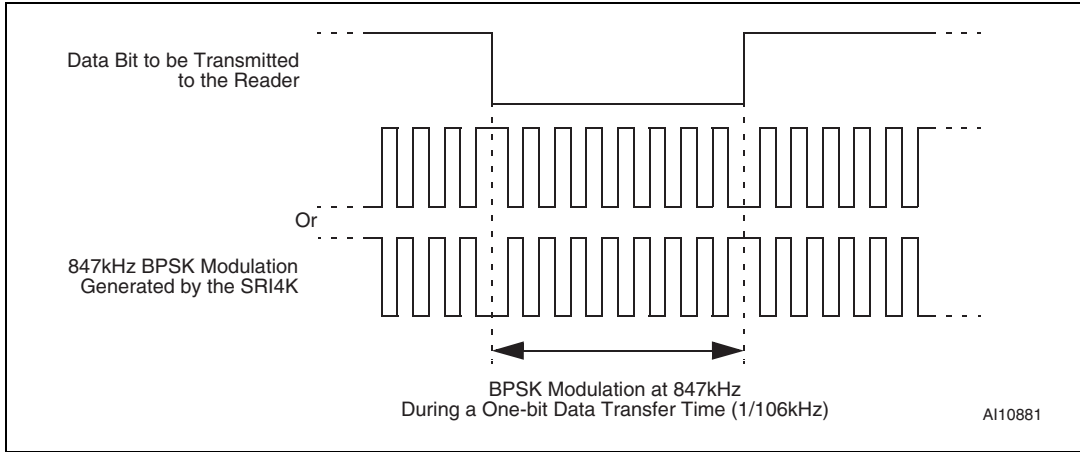 Data Bit to be Transmitted
to the Reader
Or
847kHz BPSK Modulation
Generated by the SRI4K
BPSK Modulation at 847kHz
During a One-bit Data Transfer Time (1/106kHz)
AI10881